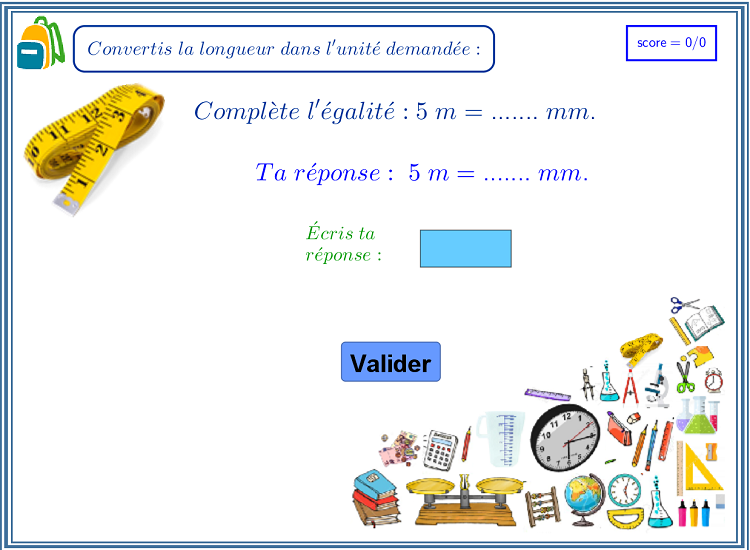 Convertis la longueur dans l'unité demandée :
score = 0/0
Complète l'égalité : 5 m = ....... mm.
Ta réponse : 5 m = ....... mm.
Écris ta
réponse :
Valider